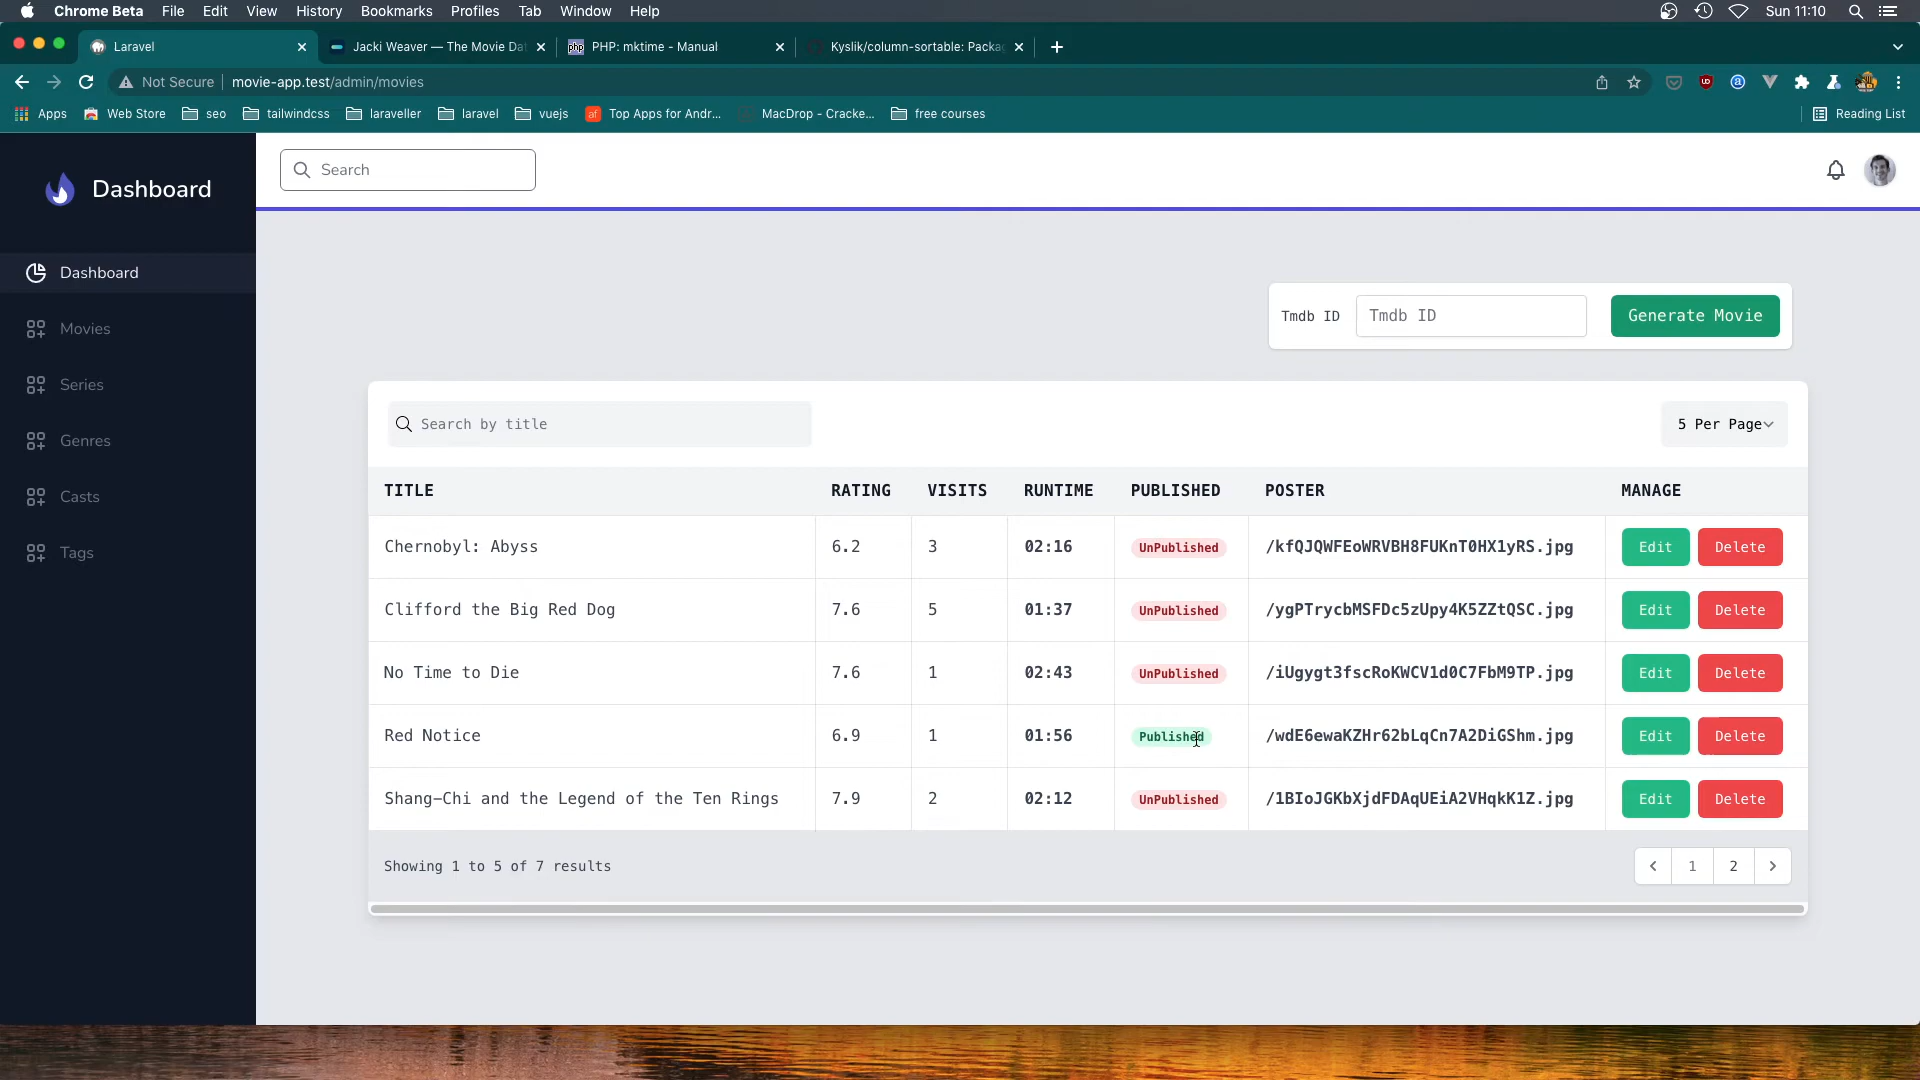 Chrome Beta File Edit View History Bookmarks Profiles Tab Window Help Sun 11:10
Laravel Jacki Weaver — The Movie Da php PHP: mktime - Manual Kyslik/column-sortable: Packa
Not Secure movie-app.test/admin/movies
Apps Web Store seo tailwindcss laraveller laravel vuejs af Top Apps for Andr... MacDrop - Cracke... free courses Reading List
Dashboard Search
Dashboard
Movies
Series
Genres
Casts
Tags
Tmdb ID Tmdb ID Generate Movie
Search by title 5 Per Page
TITLE RATING VISITS RUNTIME PUBLISHED POSTER MANAGE
Chernobyl: Abyss 6.2 3 02:16 UnPublished /kfQJQWFEoWRVBH8FUKnT0HX1yRS.jpg Edit Delete
Clifford the Big Red Dog 7.6 5 01:37 UnPublished /ygPTrycbMSFDc5zUpy4K5ZZtQSC.jpg Edit Delete
No Time to Die 7.6 1 02:43 UnPublished /iUgygt3fscRoKWCV1d0C7FbM9TP.jpg Edit Delete
Red Notice 6.9 1 01:56 Published /wdE6ewaKZHr62bLqCn7A2DiGShm.jpg Edit Delete
Shang-Chi and the Legend of the Ten Rings 7.9 2 02:12 UnPublished /1BIoJGKbXjdFDAqUEiA2VHqkK1Z.jpg Edit Delete
Showing 1 to 5 of 7 results 1 2